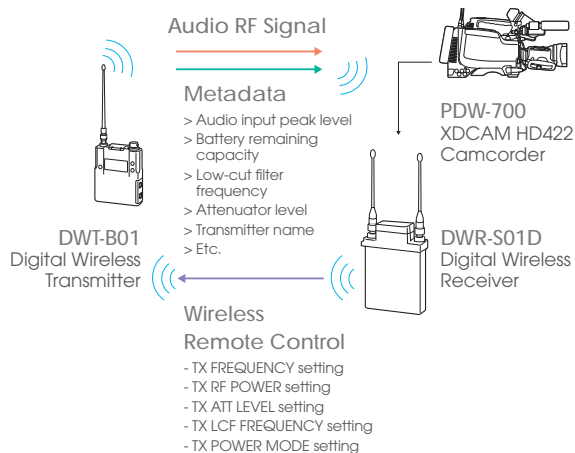 Audio RF Signal
Metadata
> Audio input peak level
> Battery remaining
capacity
> Low-cut filter
frequency
> Attenuator level
> Transmitter name
> Etc.
PDW-700
XDCAM HD422
Camcorder
DWT-B01
Digital Wireless
Transmitter
DWR-S01D
Digital Wireless
Receiver
Wireless
Remote Control
- TX FREQUENCY setting
- TX RF POWER setting
- TX ATT LEVEL setting
- TX LCF FREQUENCY setting
- TX POWER MODE setting